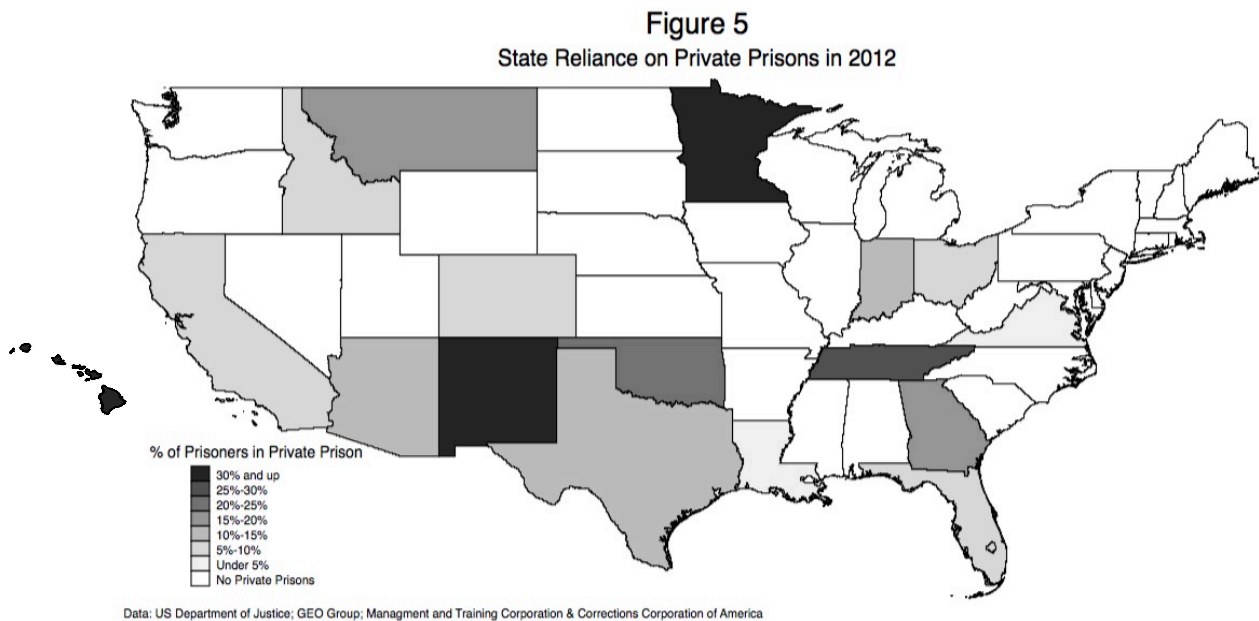 Figure 5
State Reliance on Private Prisons in 2012
% of Prisoners in Private Prison
30% and up
25%-30%
20%-25%
15%-20%
10%-15%
5%-10%
Under 5%
No Private Prisons
Data: US Department of Justice; GEO Group; Managment and Training Corporation & Corrections Corporation of America